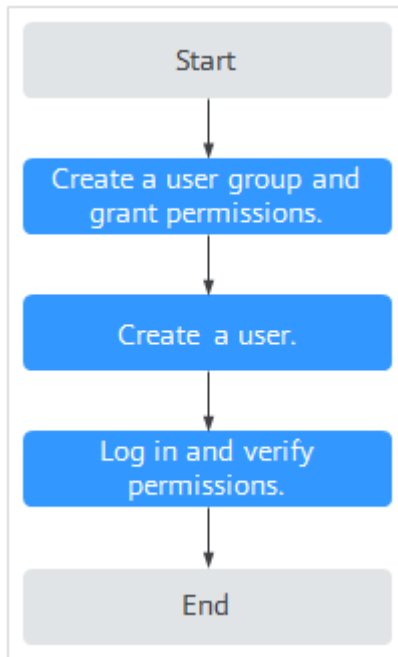 Start
Create a user group and
grant permissions.
Create a user.
Log in and verify
permissions.
End